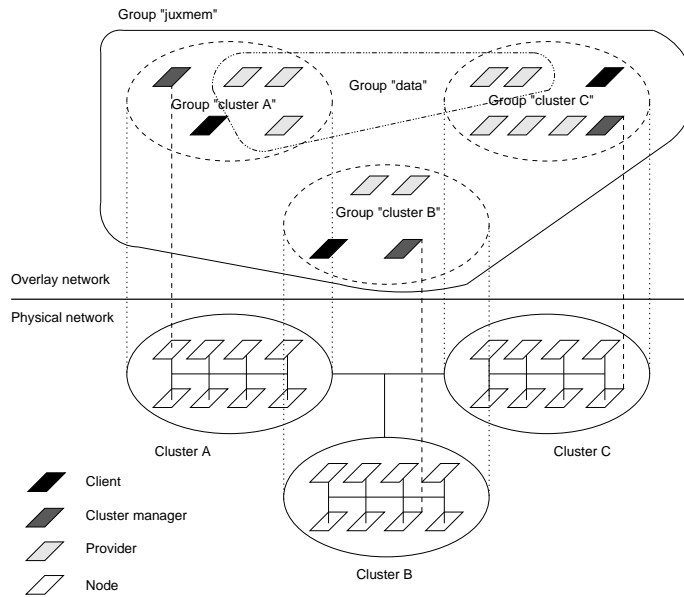 Group "juxmem"
Group "data"
Group "cluster A"
Group "cluster C"
Group "cluster B"
Overlay network
Physical network
Cluster A
Cluster C
Cluster B
Client
Cluster manager
Provider
Node